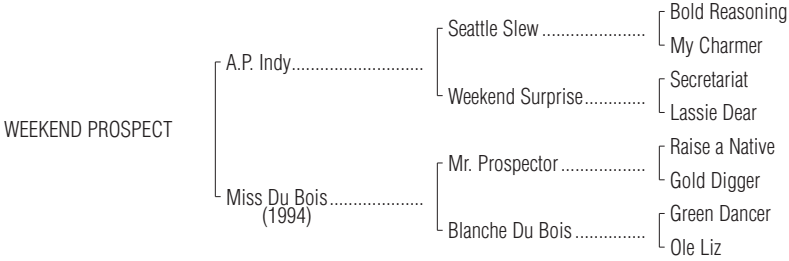 Bold Reasoning
Seattle Slew ......................
My Charmer
A.P. Indy............................
Secretariat
Weekend Surprise.............
Lassie Dear
WEEKEND PROSPECT
Raise a Native
Mr. Prospector ..................
Gold Digger
Miss Du Bois....................
(1994)
Green Dancer
Blanche Du Bois ...............
Ole Liz